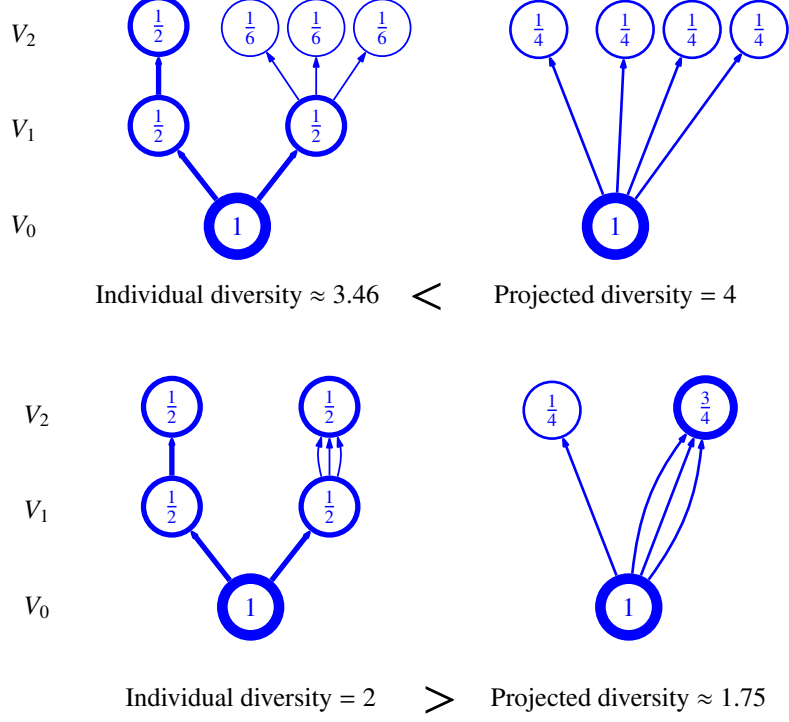 V₂ 1/2 1/6 1/6 1/6 1/4 1/4 1/4 1/4
V₁ 1/2 1/2
V₀ 1 1
Individual diversity ≈ 3.46 < Projected diversity = 4
V₂ 1/2 1/2 1/4 3/4
V₁ 1/2 1/2
V₀ 1 1
Individual diversity = 2 > Projected diversity ≈ 1.75